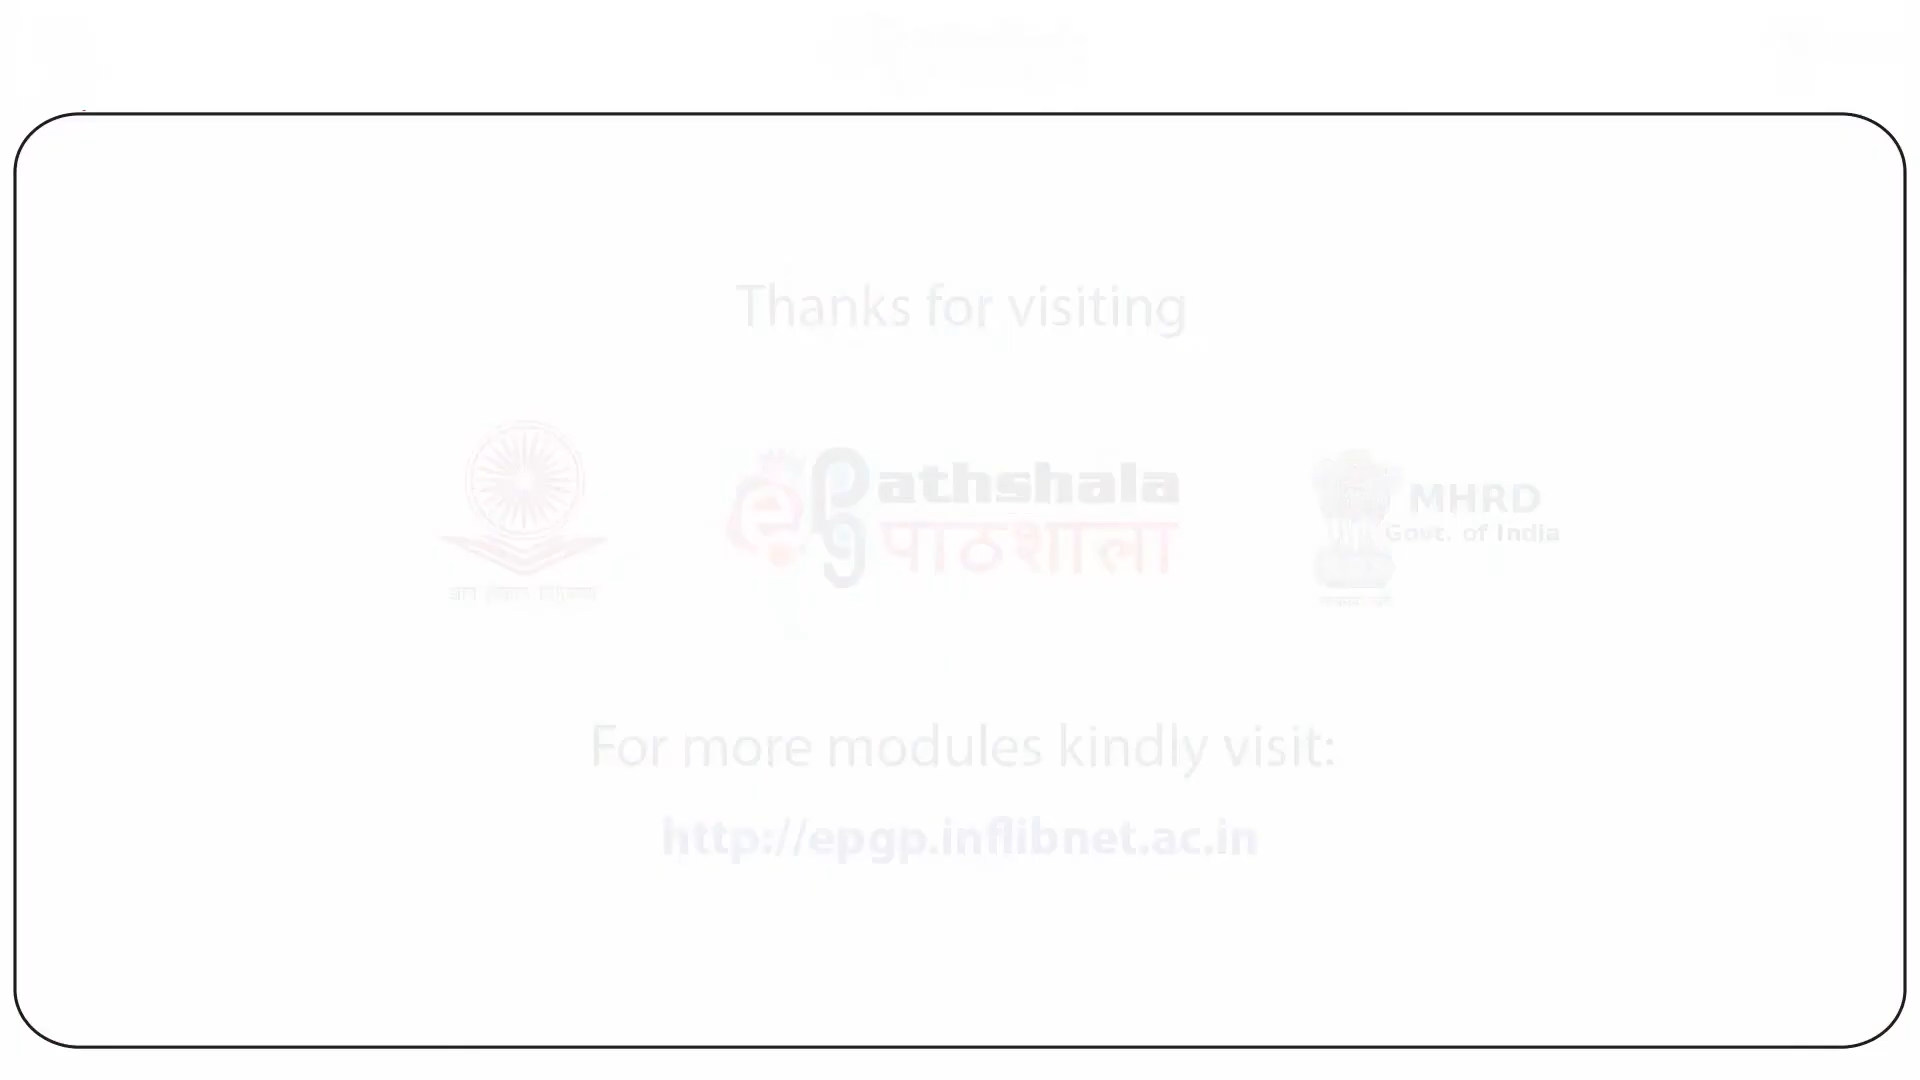 Thanks for visiting
e pg athshala
पाठशाला
MHRD
Govt. of India
For more modules kindly visit:
http://epgp.inflibnet.ac.in